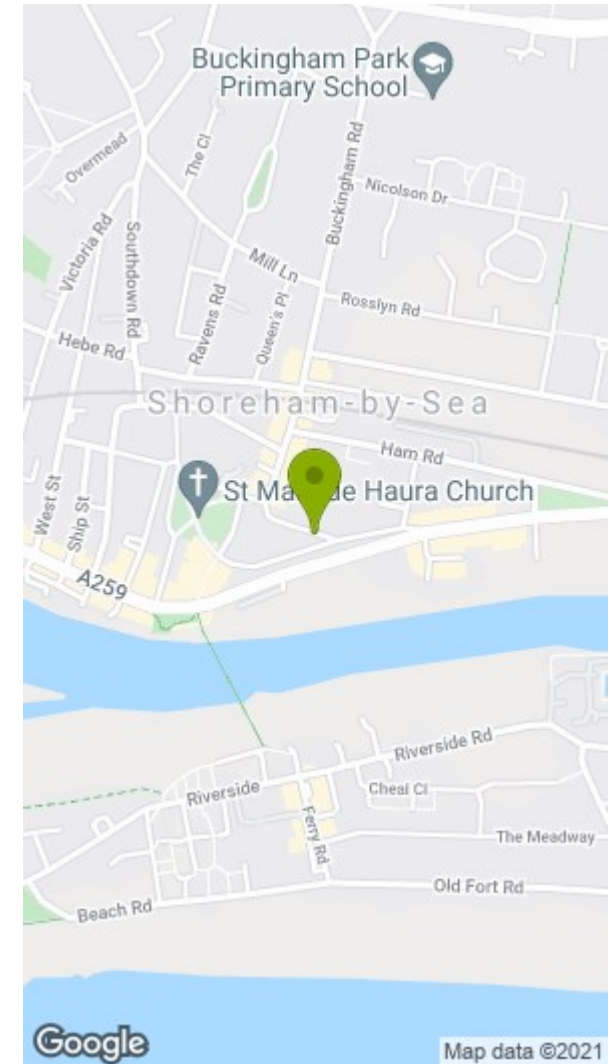 Buckingham Park
Primary School
Overmead
The Cl
Buckingham Rd
Nicolson Dr
Victoria Rd
Southdown Rd
Mill Ln
Ravens Rd
Queen's Pl
Rosslyn Rd
Hebe Rd
Shoreham-by-Sea
Ham Rd
West St
Ship St
St Ma de Haura Church
A259
Riverside Rd
Riverside
Cheal Cl
Ferry Rd
The Meadway
Old Fort Rd
Beach Rd
Google
Map data ©2021